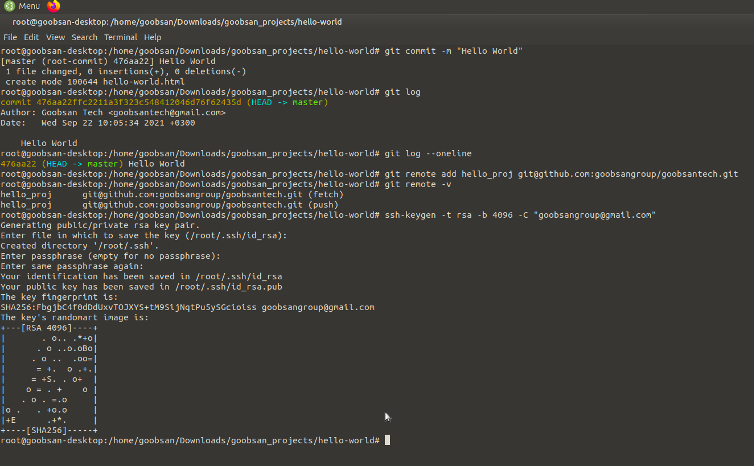 Menu
root@goobsan-desktop: /home/goobsan/Downloads/goobsan_projects/hello-world
File Edit View Search Terminal Help
root@goobsan-desktop:/home/goobsan/Downloads/goobsan_projects/hello-world# git commit -m "Hello World"
[master (root-commit) 476aa22] Hello World
 1 file changed, 0 insertions(+), 0 deletions(-)
 create mode 100644 hello-world.html
root@goobsan-desktop:/home/goobsan/Downloads/goobsan_projects/hello-world# git log
commit 476aa22ffc2211a3f323c548412046d76f62435d (HEAD -> master)
Author: Goobsan Tech <goobsantech@gmail.com>
Date:   Wed Sep 22 10:05:34 2021 +0300
    Hello World
root@goobsan-desktop:/home/goobsan/Downloads/goobsan_projects/hello-world# git log --oneline
476aa22 (HEAD -> master) Hello World
root@goobsan-desktop:/home/goobsan/Downloads/goobsan_projects/hello-world# git remote add hello_proj git@github.com:goobsangroup/goobsantech.git
root@goobsan-desktop:/home/goobsan/Downloads/goobsan_projects/hello-world# git remote -v
hello_proj      git@github.com:goobsangroup/goobsantech.git (fetch)
hello_proj      git@github.com:goobsangroup/goobsantech.git (push)
root@goobsan-desktop:/home/goobsan/Downloads/goobsan_projects/hello-world# ssh-keygen -t rsa -b 4096 -C "goobsangroup@gmail.com"
Generating public/private rsa key pair.
Enter file in which to save the key (/root/.ssh/id_rsa):
Created directory '/root/.ssh'.
Enter passphrase (empty for no passphrase):
Enter same passphrase again:
Your identification has been saved in /root/.ssh/id_rsa
Your public key has been saved in /root/.ssh/id_rsa.pub
The key fingerprint is:
SHA256:FbgjbC4f0dDdUxvTOJXYS+tM9SijNqtPu5ySGcioiss goobsangroup@gmail.com
The key's randomart image is:
+---[RSA 4096]----+
|       . o.. .*+o|
|      . o ..o.oBo|
|     . o ..  .oo=|
|      = +.  o .+.|
|     = +S. . o+  |
|    o = . +    o |
|   . o . =.o     |
|o .   . +o.o     |
|+E      .+*.     |
+----[SHA256]-----+
root@goobsan-desktop:/home/goobsan/Downloads/goobsan_projects/hello-world#